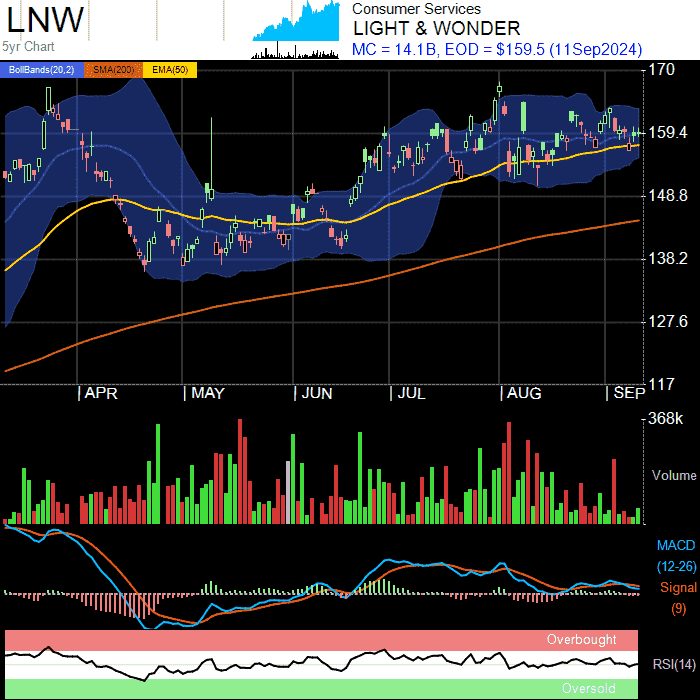 LNW
5yr Chart
Consumer Services
LIGHT & WONDER
MC = 14.1B, EOD = $159.5 (11Sep2024)
BollBands(20,2) SMA(200) EMA(50)
170
159.4
148.8
138.2
127.6
117
| APR | MAY | JUN | JUL | AUG | SEP
368k
Volume
MACD
(12-26)
Signal
(9)
Overbought
RSI(14)
Oversold